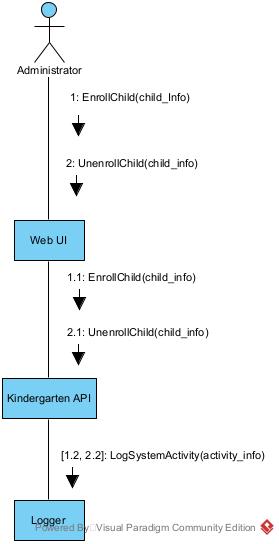 Administrator
1: EnrollChild(child_Info)
2: UnenrollChild(child_info)
Web UI
1.1: EnrollChild(child_info)
2.1: UnenrollChild(child_info)
Kindergarten API
[1.2, 2.2]: LogSystemActivity(activity_info)
Logger
Powered By Visual Paradigm Community Edition